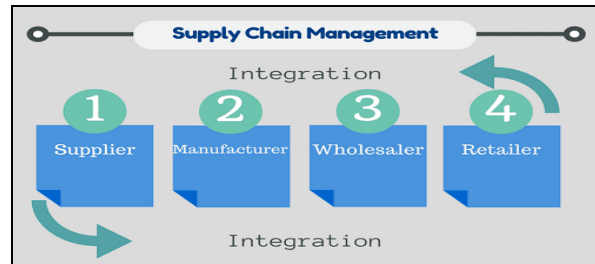 Supply Chain Management
Integration
1 2 3 4
Supplier Manufacturer Wholesaler Retailer
Integration